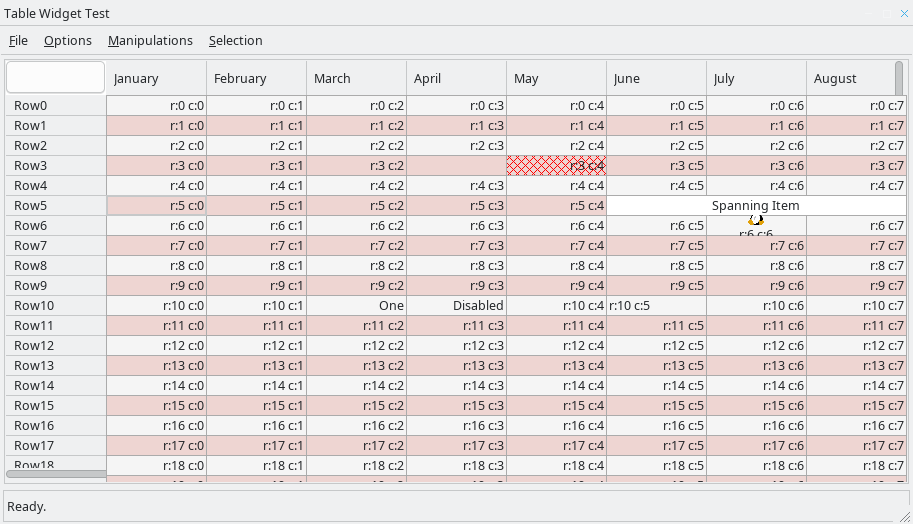 Table Widget Test
File Options Manipulations Selection
January February March April May June July August
Row0 r:0 c:0 r:0 c:1 r:0 c:2 r:0 c:3 r:0 c:4 r:0 c:5 r:0 c:6 r:0 c:7
Row1 r:1 c:0 r:1 c:1 r:1 c:2 r:1 c:3 r:1 c:4 r:1 c:5 r:1 c:6 r:1 c:7
Row2 r:2 c:0 r:2 c:1 r:2 c:2 r:2 c:3 r:2 c:4 r:2 c:5 r:2 c:6 r:2 c:7
Row3 r:3 c:0 r:3 c:1 r:3 c:2 r:3 c:4 r:3 c:5 r:3 c:6 r:3 c:7
Row4 r:4 c:0 r:4 c:1 r:4 c:2 r:4 c:3 r:4 c:4 r:4 c:5 r:4 c:6 r:4 c:7
Row5 r:5 c:0 r:5 c:1 r:5 c:2 r:5 c:3 r:5 c:4 Spanning Item
Row6 r:6 c:0 r:6 c:1 r:6 c:2 r:6 c:3 r:6 c:4 r:6 c:5 r:6 c:6 r:6 c:7
Row7 r:7 c:0 r:7 c:1 r:7 c:2 r:7 c:3 r:7 c:4 r:7 c:5 r:7 c:6 r:7 c:7
Row8 r:8 c:0 r:8 c:1 r:8 c:2 r:8 c:3 r:8 c:4 r:8 c:5 r:8 c:6 r:8 c:7
Row9 r:9 c:0 r:9 c:1 r:9 c:2 r:9 c:3 r:9 c:4 r:9 c:5 r:9 c:6 r:9 c:7
Row10 r:10 c:0 r:10 c:1 One Disabled r:10 c:4 r:10 c:5 r:10 c:6 r:10 c:7
Row11 r:11 c:0 r:11 c:1 r:11 c:2 r:11 c:3 r:11 c:4 r:11 c:5 r:11 c:6 r:11 c:7
Row12 r:12 c:0 r:12 c:1 r:12 c:2 r:12 c:3 r:12 c:4 r:12 c:5 r:12 c:6 r:12 c:7
Row13 r:13 c:0 r:13 c:1 r:13 c:2 r:13 c:3 r:13 c:4 r:13 c:5 r:13 c:6 r:13 c:7
Row14 r:14 c:0 r:14 c:1 r:14 c:2 r:14 c:3 r:14 c:4 r:14 c:5 r:14 c:6 r:14 c:7
Row15 r:15 c:0 r:15 c:1 r:15 c:2 r:15 c:3 r:15 c:4 r:15 c:5 r:15 c:6 r:15 c:7
Row16 r:16 c:0 r:16 c:1 r:16 c:2 r:16 c:3 r:16 c:4 r:16 c:5 r:16 c:6 r:16 c:7
Row17 r:17 c:0 r:17 c:1 r:17 c:2 r:17 c:3 r:17 c:4 r:17 c:5 r:17 c:6 r:17 c:7
Row18 r:18 c:0 r:18 c:1 r:18 c:2 r:18 c:3 r:18 c:4 r:18 c:5 r:18 c:6 r:18 c:7
Ready.